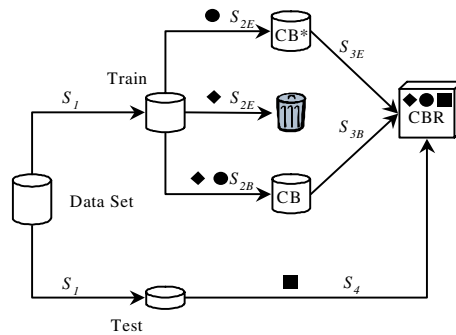 S2E
CB*
S3E
Train
S1
S2E
CBR
S3B
S2B
CB
Data Set
S1
S4
Test